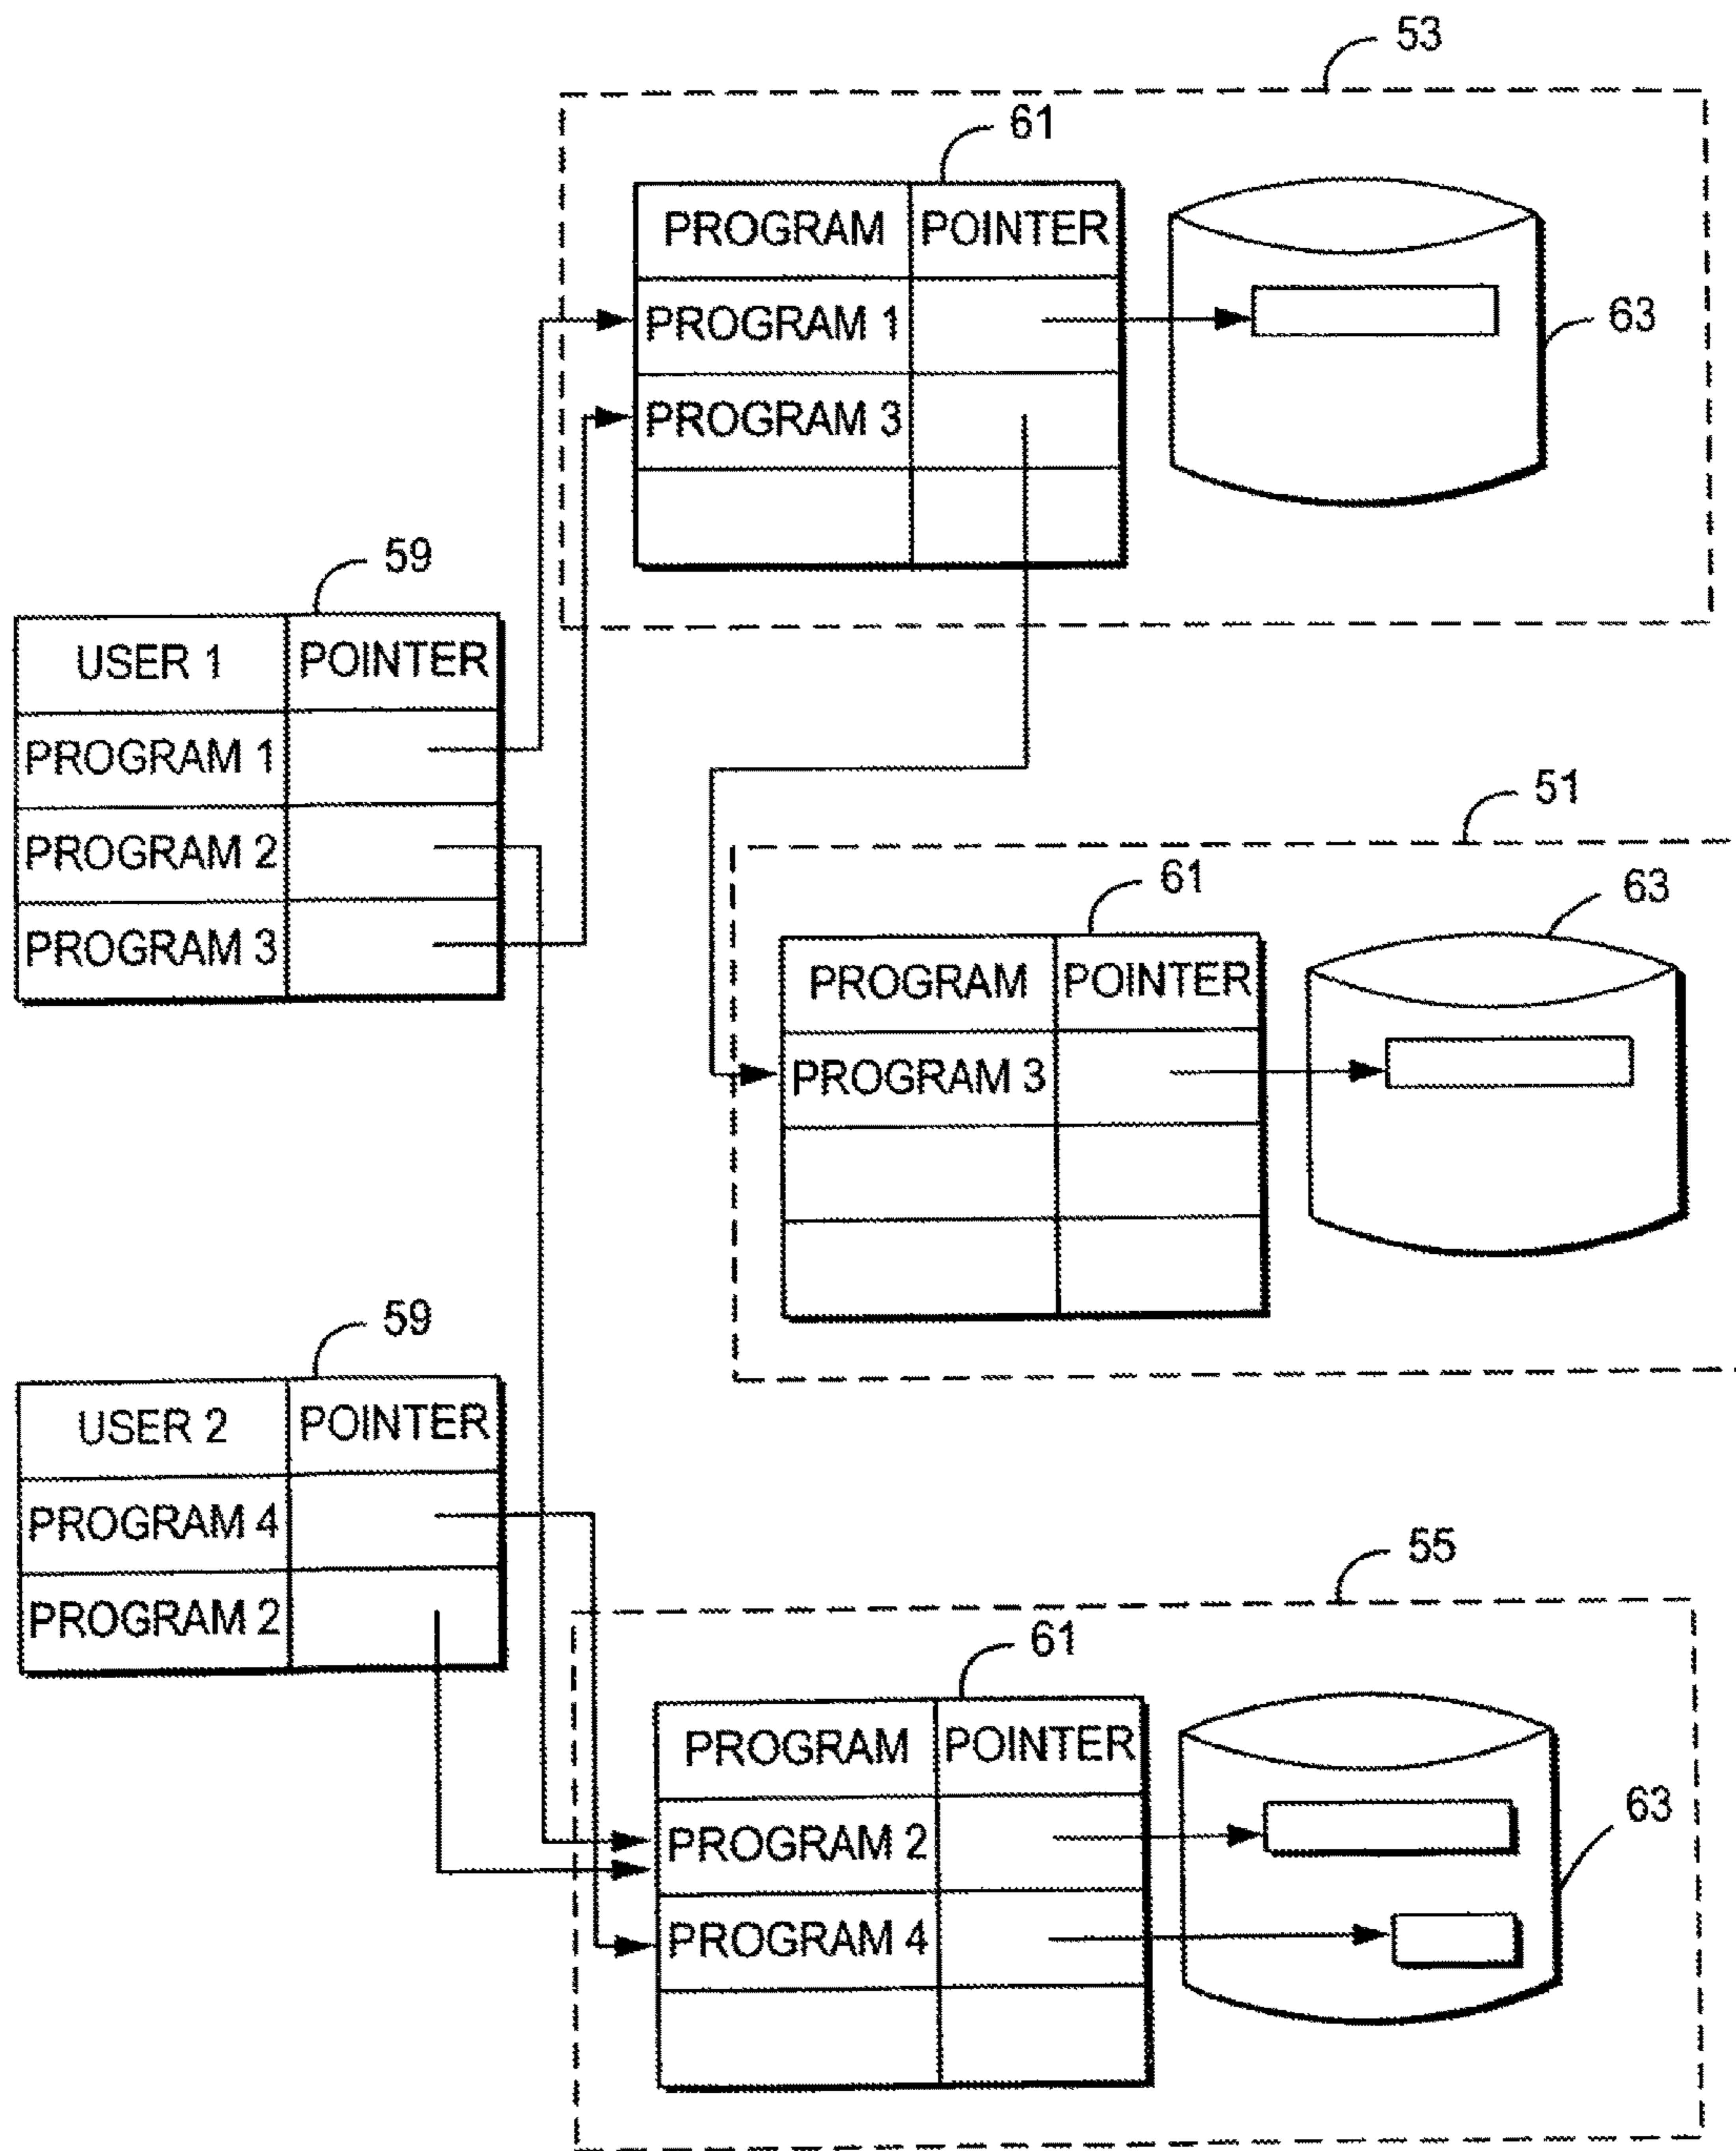 53
61
PROGRAM POINTER
PROGRAM 1
63
PROGRAM 3
59
USER 1 POINTER
PROGRAM 1
PROGRAM 2
PROGRAM 3
51
61
63
PROGRAM POINTER
PROGRAM 3
59
USER 2 POINTER
PROGRAM 4
PROGRAM 2
55
61
PROGRAM POINTER
63
PROGRAM 2
PROGRAM 4